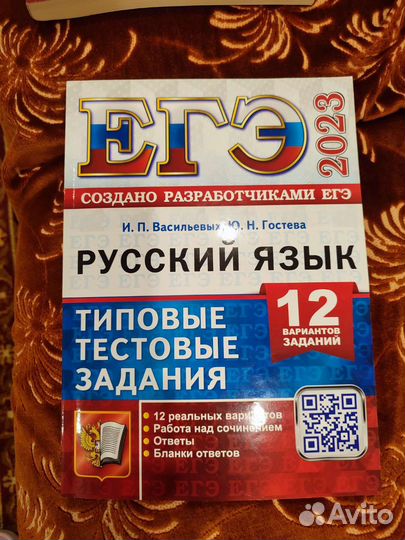 ЕГЭ
2023
СОЗДАНО РАЗРАБОТЧИКАМИ ЕГЭ
И. П. Васильевых, Ю. Н. Гостева
РУССКИЙ ЯЗЫК
ТИПОВЫЕ
ТЕСТОВЫЕ
ЗАДАНИЯ
12
ВАРИАНТОВ
ЗАДАНИЙ
• 12 реальных вариантов
• Работа над сочинением
• Ответы
• Бланки ответов
Avito